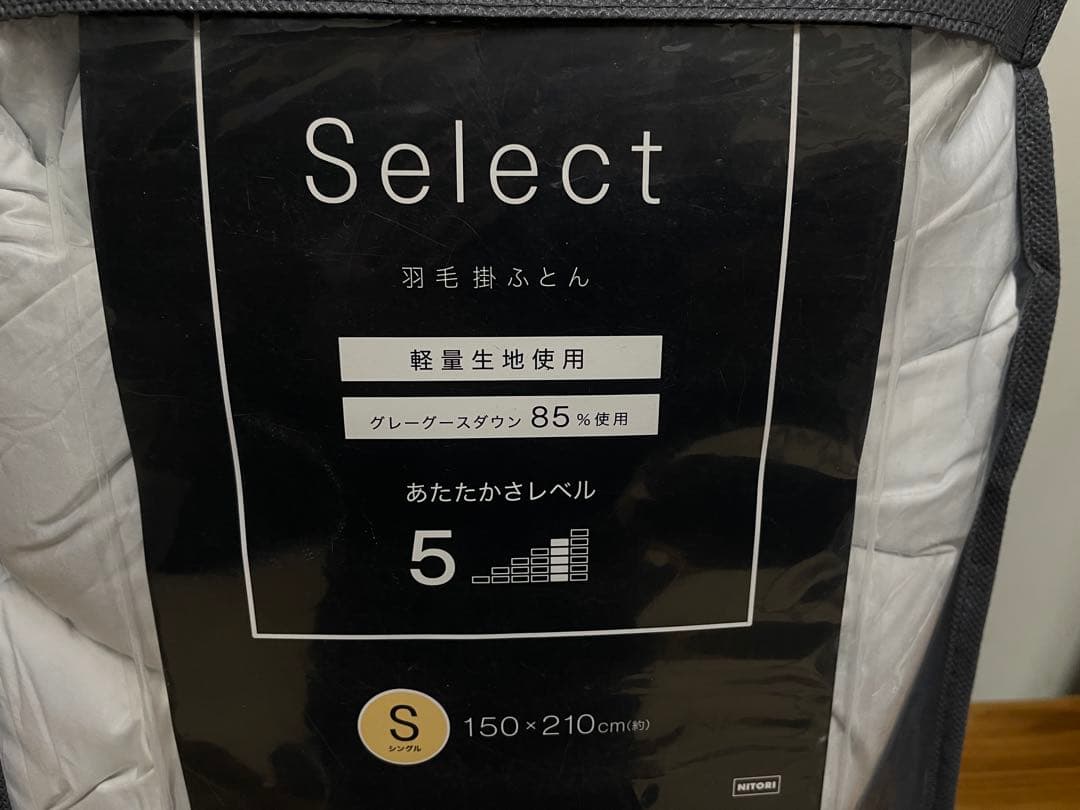 Select
羽毛掛ふとん
軽量生地使用
グレーグースダウン 85%使用
あたたかさレベル
5
S
シングル
150×210cm(約)
NITORI